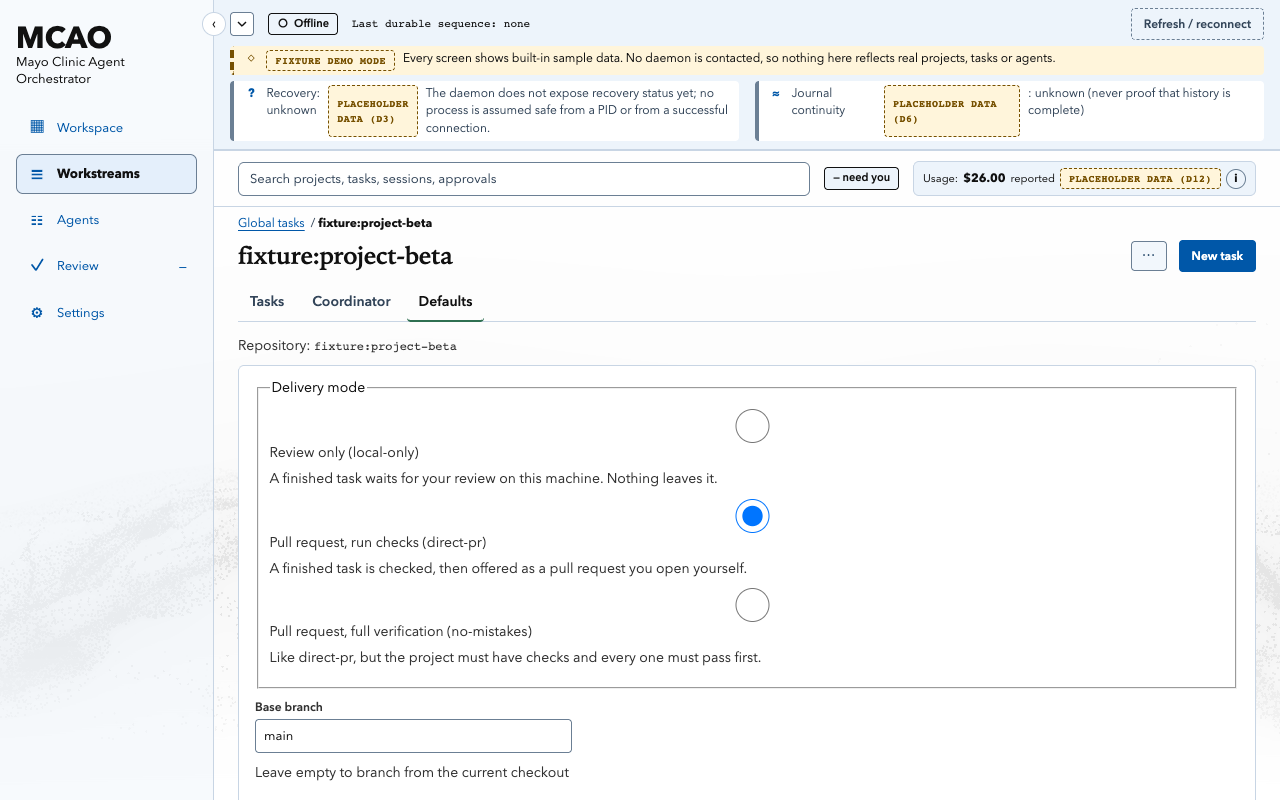 MCAO
Mayo Clinic Agent
Orchestrator
Workspace
Workstreams
Agents
Review –
Settings
Offline
Last durable sequence: none
Refresh / reconnect
FIXTURE DEMO MODE Every screen shows built-in sample data. No daemon is contacted, so nothing here reflects real projects, tasks or agents.
? Recovery: unknown
PLACEHOLDER DATA (D3)
The daemon does not expose recovery status yet; no process is assumed safe from a PID or from a successful connection.
≈ Journal continuity
PLACEHOLDER DATA (D6)
: unknown (never proof that history is complete)
Search projects, tasks, sessions, approvals
– need you
Usage: $26.00 reported PLACEHOLDER DATA (D12) i
Global tasks / fixture:project-beta
fixture:project-beta
...
New task
Tasks Coordinator Defaults
Repository: fixture:project-beta
Delivery mode
Review only (local-only)
A finished task waits for your review on this machine. Nothing leaves it.
Pull request, run checks (direct-pr)
A finished task is checked, then offered as a pull request you open yourself.
Pull request, full verification (no-mistakes)
Like direct-pr, but the project must have checks and every one must pass first.
Base branch
main
Leave empty to branch from the current checkout